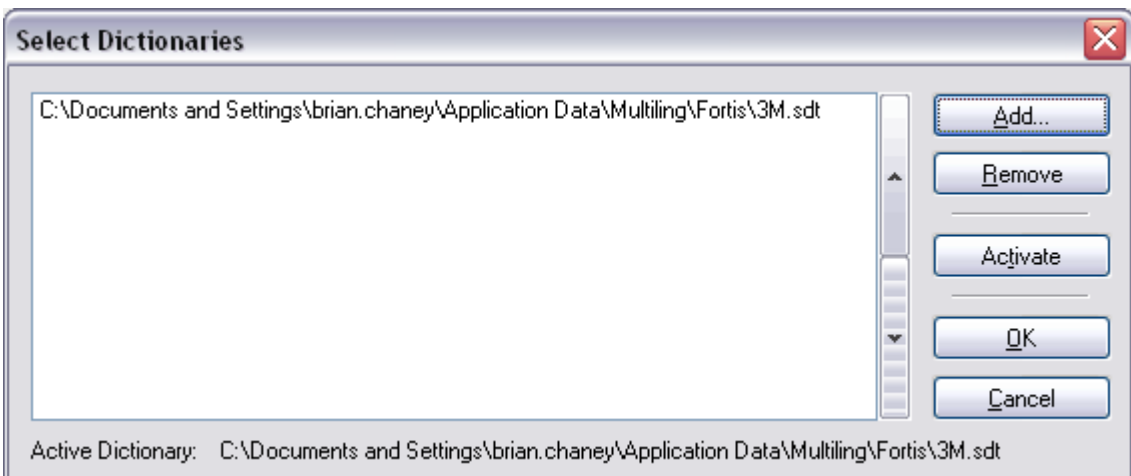 Select Dictionaries
C:\Documents and Settings\brian.chaney\Application Data\Multiling\Fortis\3M.sdt
Add...
Remove
Activate
OK
Cancel
Active Dictionary: C:\Documents and Settings\brian.chaney\Application Data\Multiling\Fortis\3M.sdt